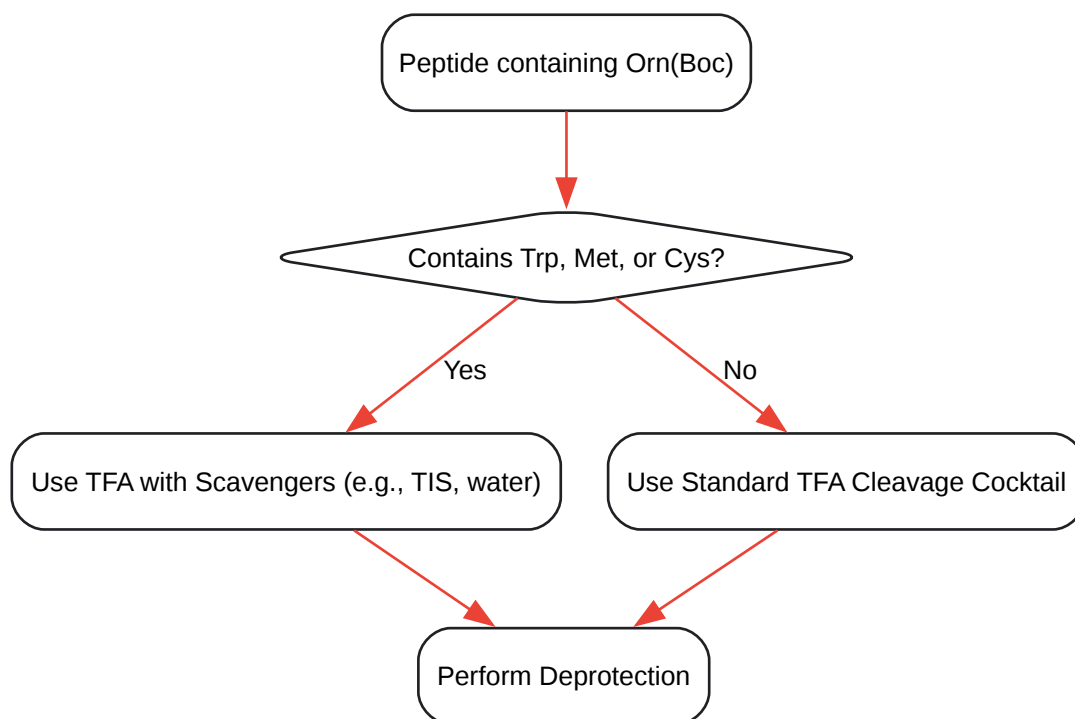 Peptide containing Orn(Boc)
Contains Trp, Met, or Cys?
Yes
No
Use TFA with Scavengers (e.g., TIS, water)
Use Standard TFA Cleavage Cocktail
Perform Deprotection